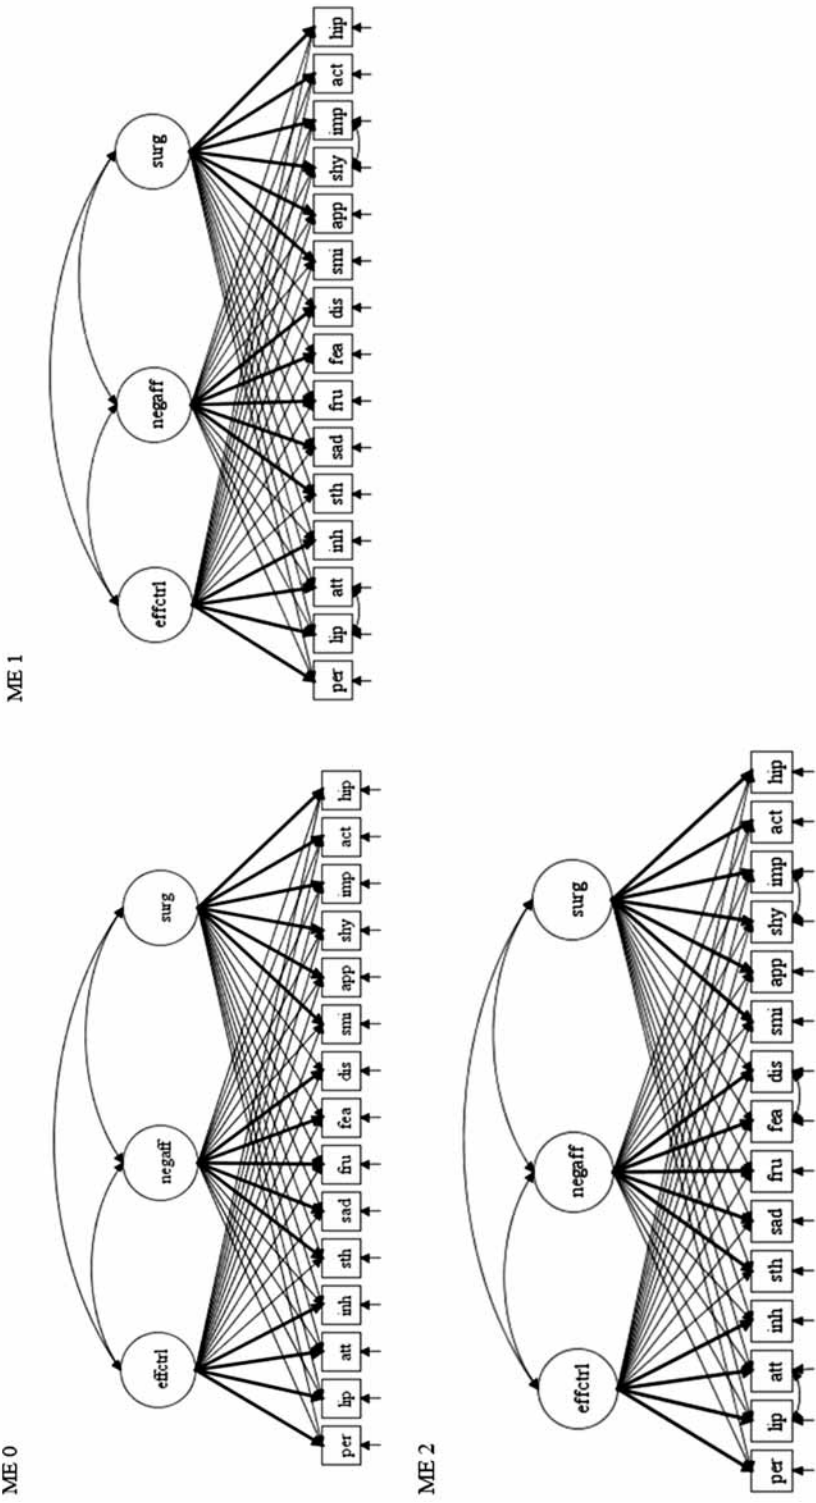 ME 0
effctrl negaff surg
per lip att inh sth sad fru fea dis smi app shy imp act hip
ME 1
effctrl negaff surg
per lip att inh sth sad fru fea dis smi app shy imp act hip
ME 2
effctrl negaff surg
per lip att inh sth sad fru fea dis smi app shy imp act hip